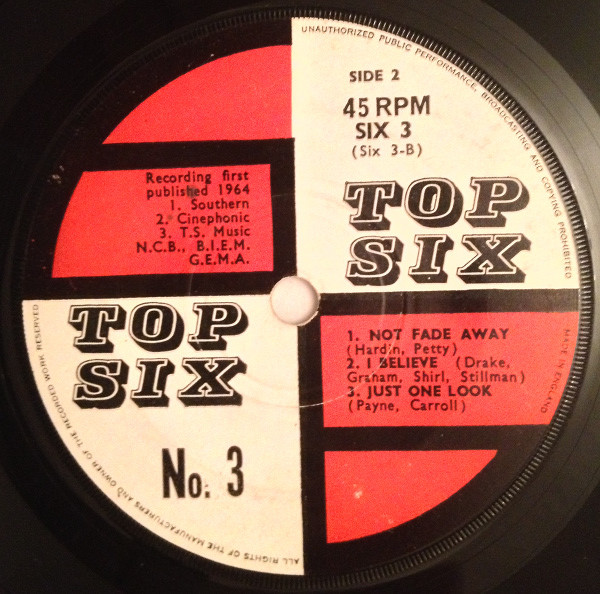 UNAUTHORIZED PUBLIC PERFORMANCE, BROADCASTING AND COPYING PROHIBITED
SIDE 2
45 RPM
SIX 3
(Six 3-B)
TOP
SIX
Recording first
published 1964
1. Southern
2. Cinephonic
3. T.S. Music
N.C.B., B.I.E.M.
G.E.M.A.
TOP
SIX
No: 3
1. NOT FADE AWAY
(Hardin, Petty)
2. I BELIEVE (Drake,
Graham, Shirl, Stillman)
3. JUST ONE LOOK
(Payne, Carroll)
MADE IN ENGLAND
ALL RIGHTS OF THE MANUFACTURERS AND OWNER OF THE RECORDED WORK RESERVED